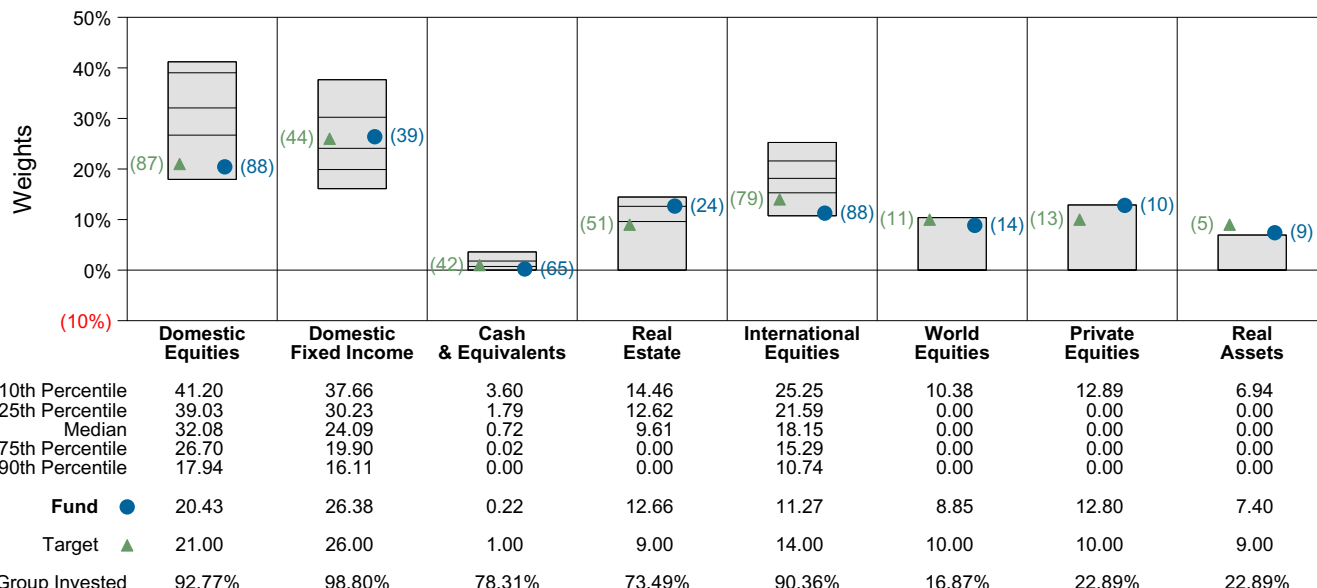 50%
40%
30%
20%
10%
0%
(10%)
Weights
(87) (88)
(44) (39)
(42) (65)
(51) (24)
(79) (88)
(11) (14)
(13) (10)
(5) (9)
Domestic Equities
Domestic Fixed Income
Cash & Equivalents
Real Estate
International Equities
World Equities
Private Equities
Real Assets
10th Percentile 41.20 37.66 3.60 14.46 25.25 10.38 12.89 6.94
25th Percentile 39.03 30.23 1.79 12.62 21.59 0.00 0.00 0.00
Median 32.08 24.09 0.72 9.61 18.15 0.00 0.00 0.00
75th Percentile 26.70 19.90 0.02 0.00 15.29 0.00 0.00 0.00
90th Percentile 17.94 16.11 0.00 0.00 10.74 0.00 0.00 0.00
Fund 20.43 26.38 0.22 12.66 11.27 8.85 12.80 7.40
Target 21.00 26.00 1.00 9.00 14.00 10.00 10.00 9.00
Group Invested 92.77% 98.80% 78.31% 73.49% 90.36% 16.87% 22.89% 22.89%